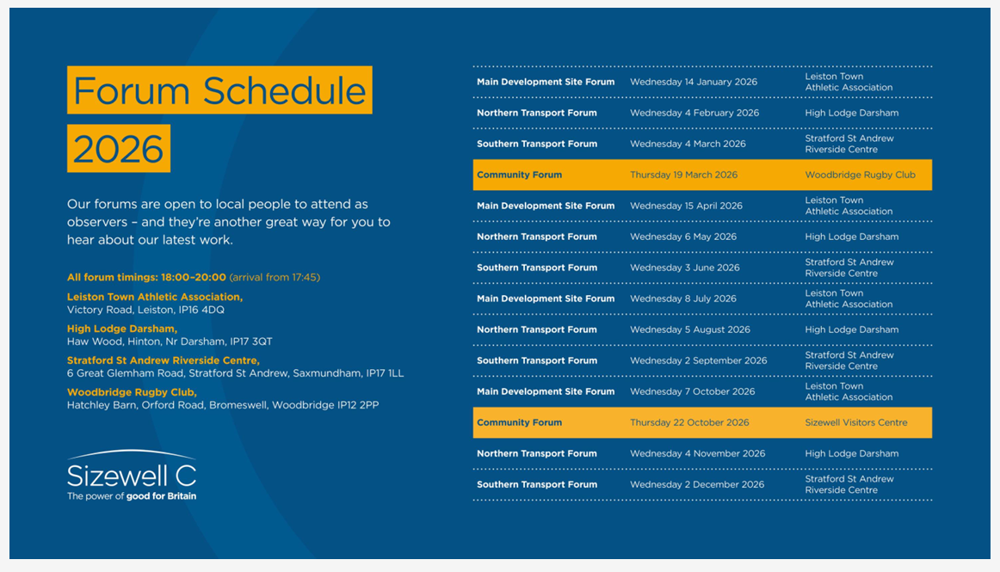 Forum Schedule
2026
Our forums are open to local people to attend as
observers – and they're another great way for you to
hear about our latest work.
All forum timings: 18:00–20:00 (arrival from 17:45)
Leiston Town Athletic Association,
Victory Road, Leiston, IP16 4DQ
High Lodge Darsham,
Haw Wood, Hinton, Nr Darsham, IP17 3QT
Stratford St Andrew Riverside Centre,
6 Great Glemham Road, Stratford St Andrew, Saxmundham, IP17 1LL
Woodbridge Rugby Club,
Hatchley Barn, Orford Road, Bromeswell, Woodbridge IP12 2PP
Sizewell C
The power of good for Britain
Main Development Site Forum Wednesday 14 January 2026 Leiston Town
Athletic Association
Northern Transport Forum Wednesday 4 February 2026 High Lodge Darsham
Southern Transport Forum Wednesday 4 March 2026 Stratford St Andrew
Riverside Centre
Community Forum Thursday 19 March 2026 Woodbridge Rugby Club
Main Development Site Forum Wednesday 15 April 2026 Leiston Town
Athletic Association
Northern Transport Forum Wednesday 6 May 2026 High Lodge Darsham
Southern Transport Forum Wednesday 3 June 2026 Stratford St Andrew
Riverside Centre
Main Development Site Forum Wednesday 8 July 2026 Leiston Town
Athletic Association
Northern Transport Forum Wednesday 5 August 2026 High Lodge Darsham
Southern Transport Forum Wednesday 2 September 2026 Stratford St Andrew
Riverside Centre
Main Development Site Forum Wednesday 7 October 2026 Leiston Town
Athletic Association
Community Forum Thursday 22 October 2026 Sizewell Visitors Centre
Northern Transport Forum Wednesday 4 November 2026 High Lodge Darsham
Southern Transport Forum Wednesday 2 December 2026 Stratford St Andrew
Riverside Centre